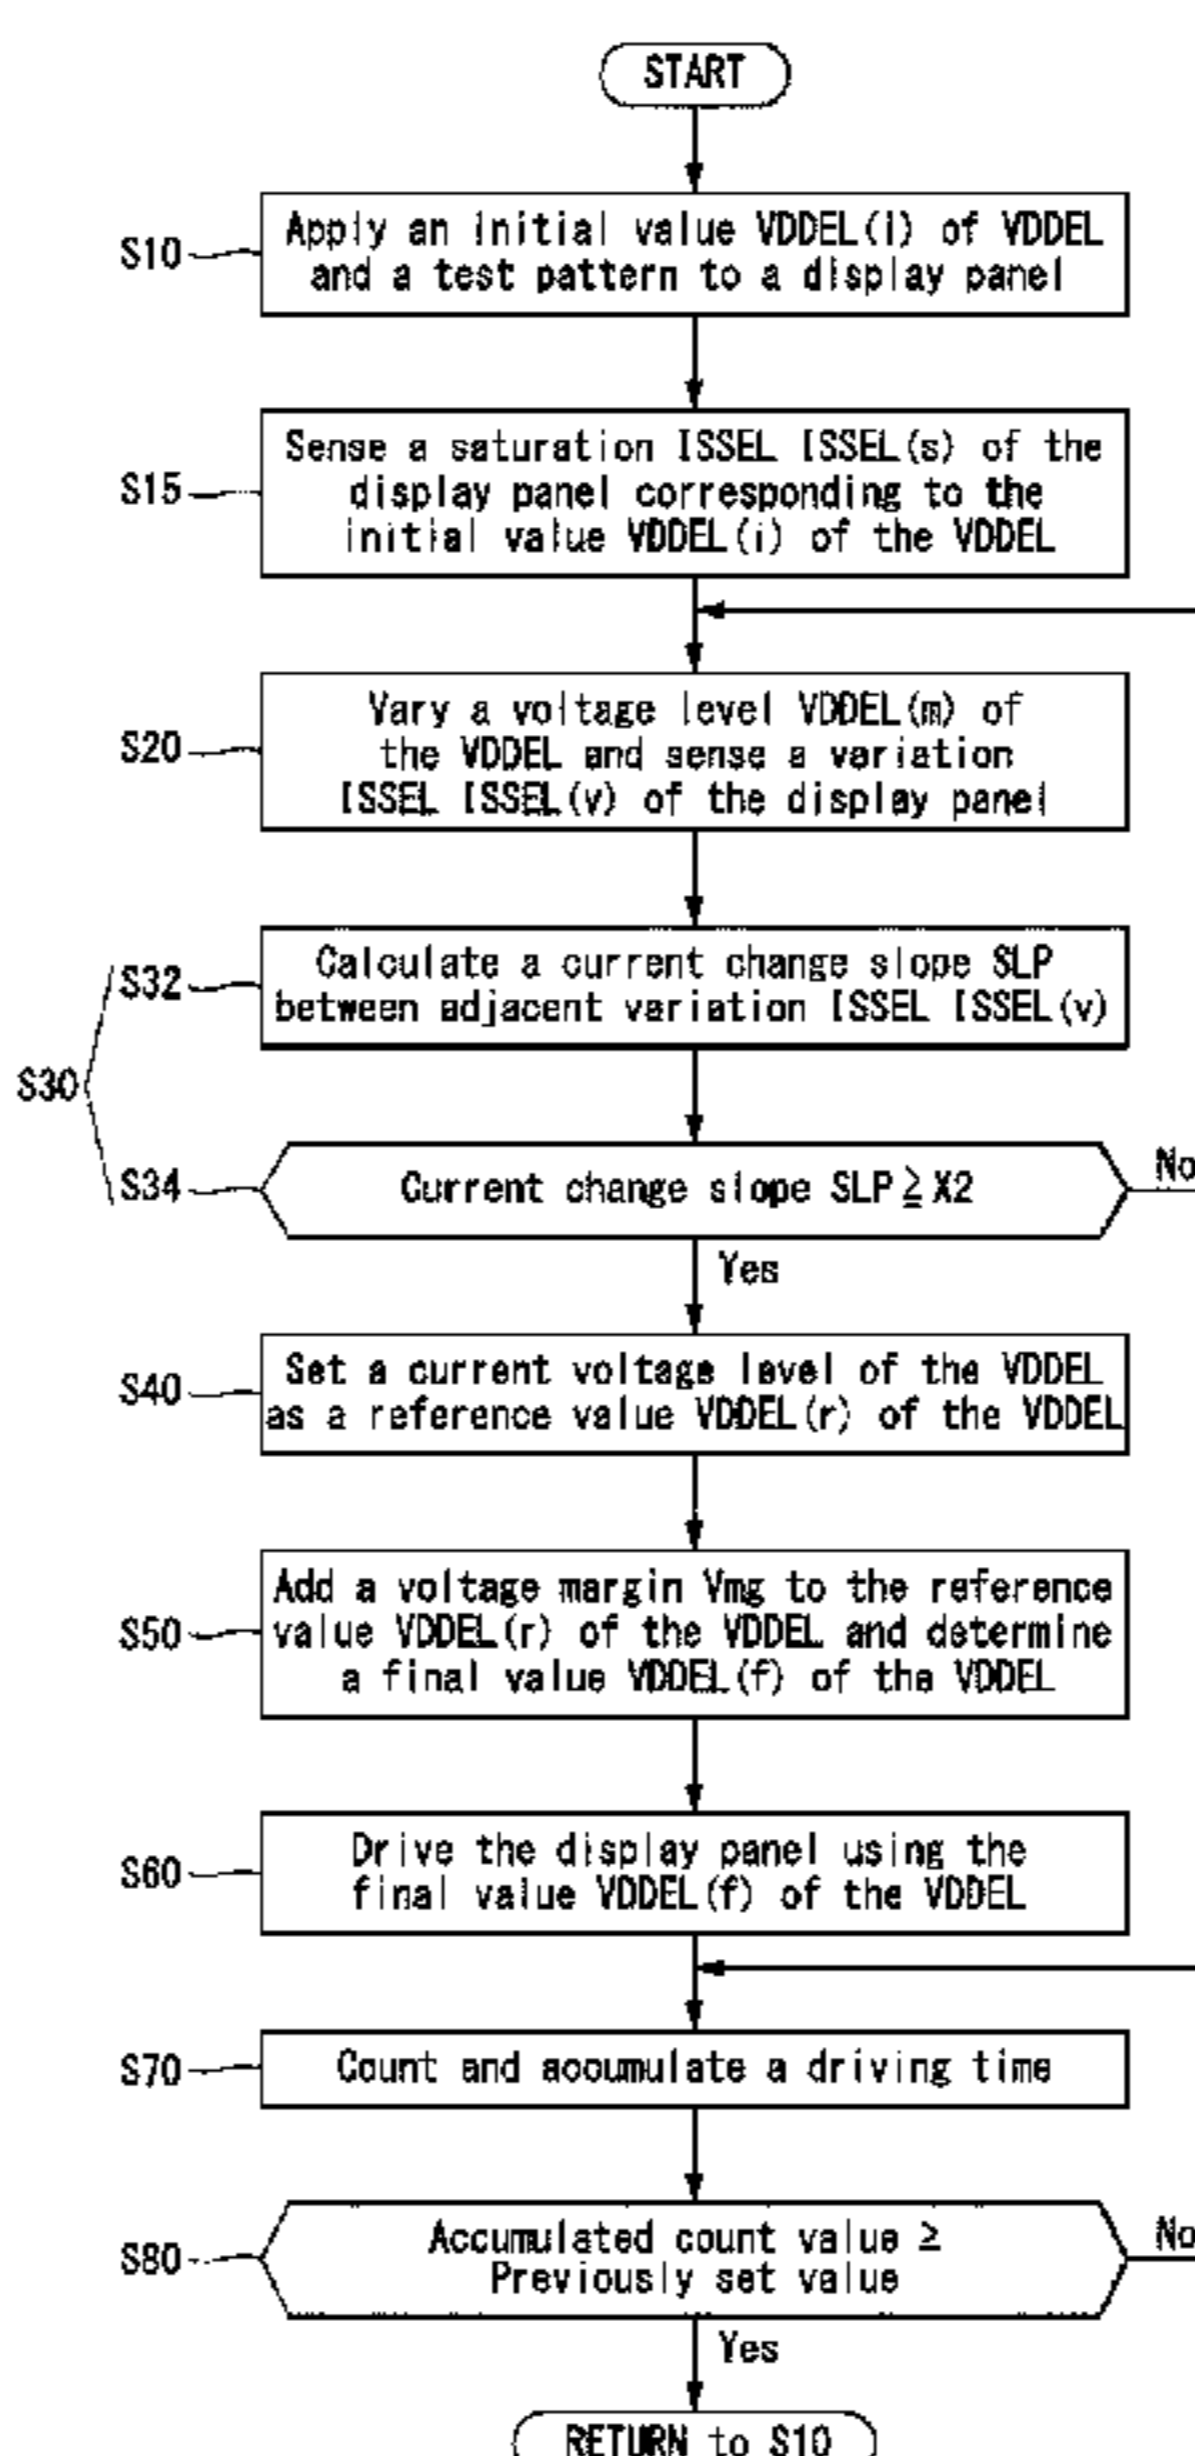 START
S10
Apply an initial value VDDEL(i) of VDDEL
and a test pattern to a display panel
S15
Sense a saturation ISSEL ISSEL(s) of the
display panel corresponding to the
initial value VDDEL(i) of the VDDEL
S20
Vary a voltage level VDDEL(m) of
the VDDEL and sense a variation
ISSEL ISSEL(v) of the display panel
S30
S32
Calculate a current change slope SLP
between adjacent variation ISSEL ISSEL(v)
S34
Current change slope SLP≧X2
No
Yes
S40
Set a current voltage level of the VDDEL
as a reference value VDDEL(r) of the VDDEL
S50
Add a voltage margin Vmg to the reference
value VDDEL(r) of the VDDEL and determine
a final value VDDEL(f) of the VDDEL
S60
Drive the display panel using the
final value VDDEL(f) of the VDDEL
S70
Count and accumulate a driving time
S80
Accumulated count value ≥
Previously set value
No
Yes
RETURN to S10